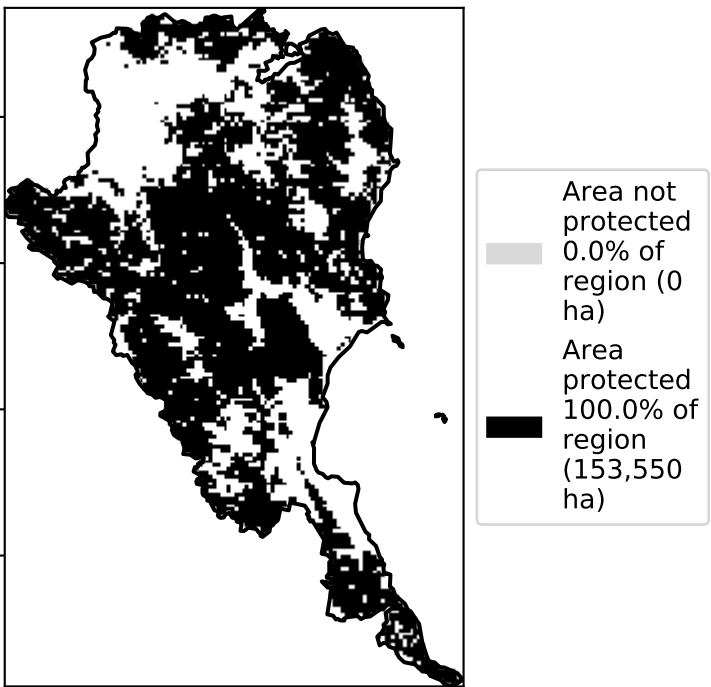 Area not
protected
0.0% of
region (0
ha)
Area
protected
100.0% of
region
(153,550
ha)